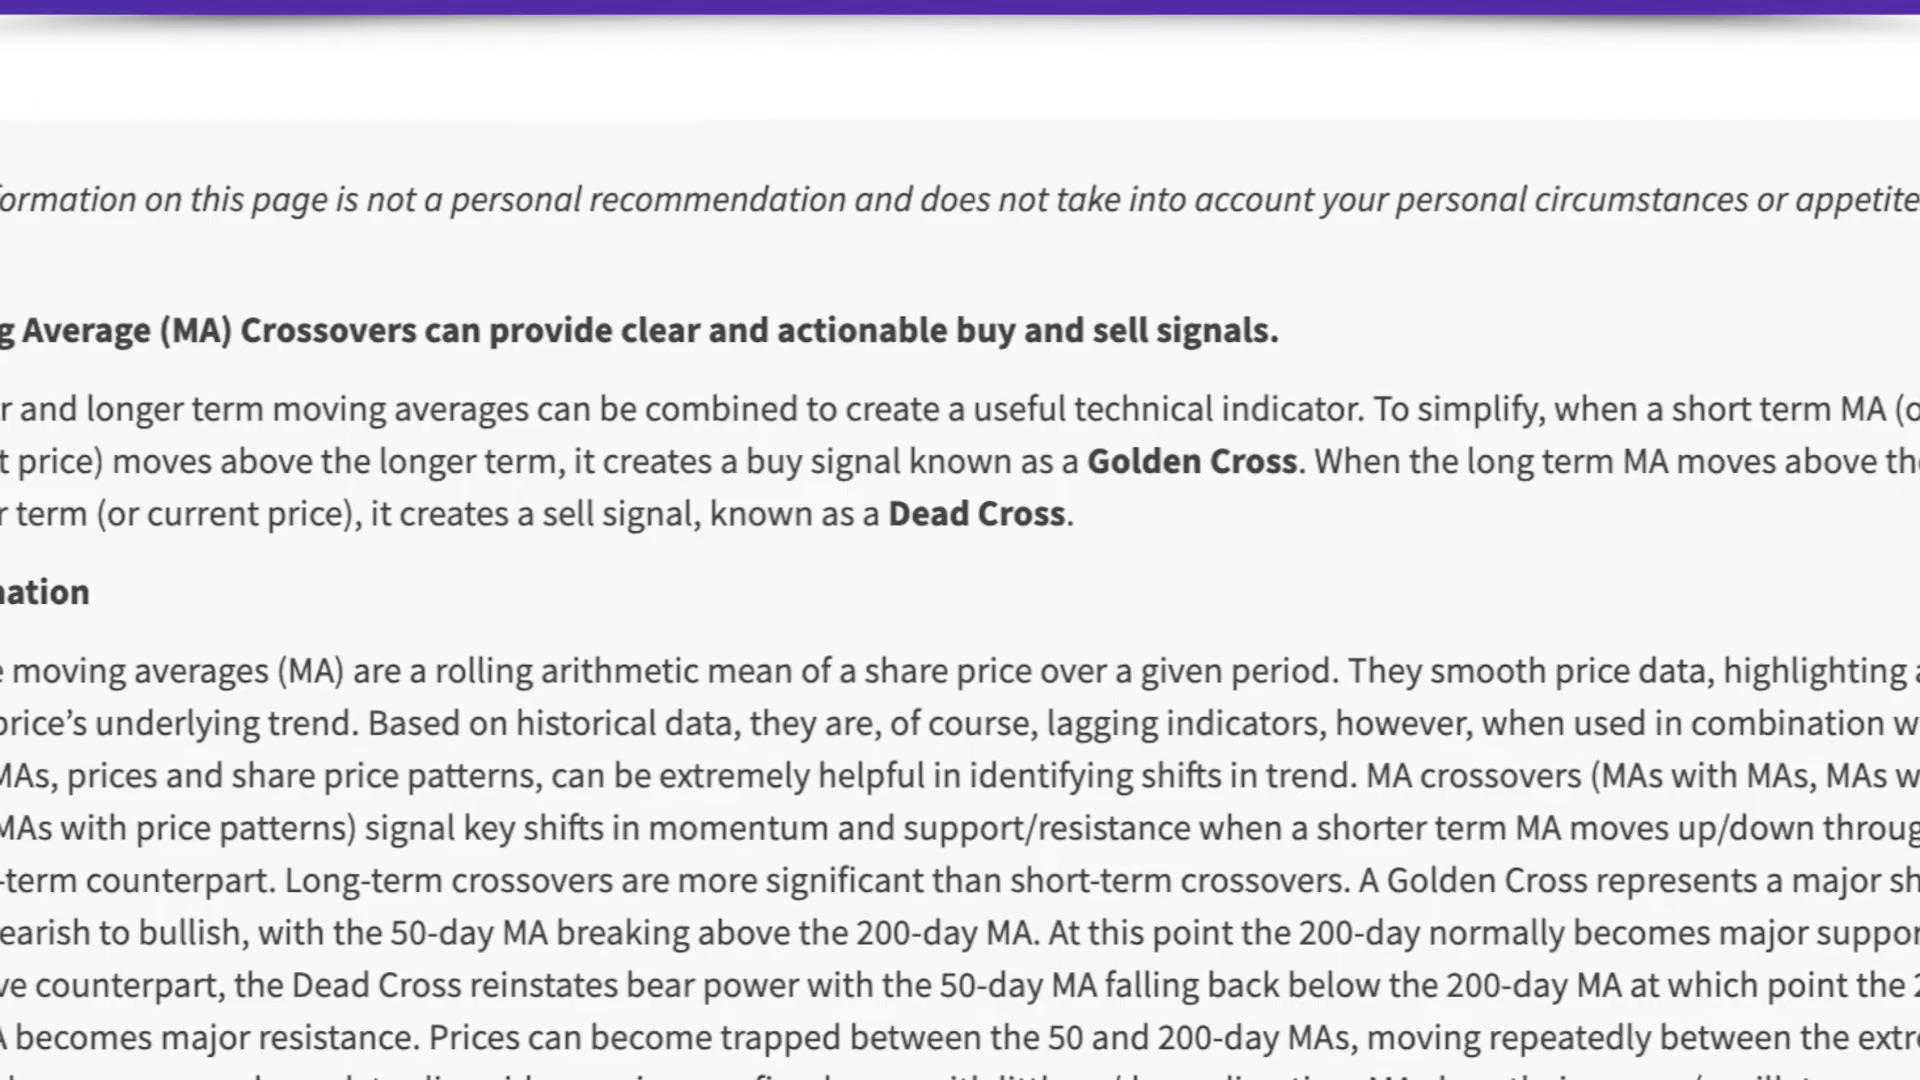 formation on this page is not a personal recommendation and does not take into account your personal circumstances or appetite
g Average (MA) Crossovers can provide clear and actionable buy and sell signals.
r and longer term moving averages can be combined to create a useful technical indicator. To simplify, when a short term MA (o
t price) moves above the longer term, it creates a buy signal known as a Golden Cross. When the long term MA moves above the
r term (or current price), it creates a sell signal, known as a Dead Cross.
nation
e moving averages (MA) are a rolling arithmetic mean of a share price over a given period. They smooth price data, highlighting a
price’s underlying trend. Based on historical data, they are, of course, lagging indicators, however, when used in combination w
MAs, prices and share price patterns, can be extremely helpful in identifying shifts in trend. MA crossovers (MAs with MAs, MAs w
MAs with price patterns) signal key shifts in momentum and support/resistance when a shorter term MA moves up/down throug
-term counterpart. Long-term crossovers are more significant than short-term crossovers. A Golden Cross represents a major sh
earish to bullish, with the 50-day MA breaking above the 200-day MA. At this point the 200-day normally becomes major suppor
ve counterpart, the Dead Cross reinstates bear power with the 50-day MA falling back below the 200-day MA at which point the 2
A becomes major resistance. Prices can become trapped between the 50 and 200-day MAs, moving repeatedly between the extre